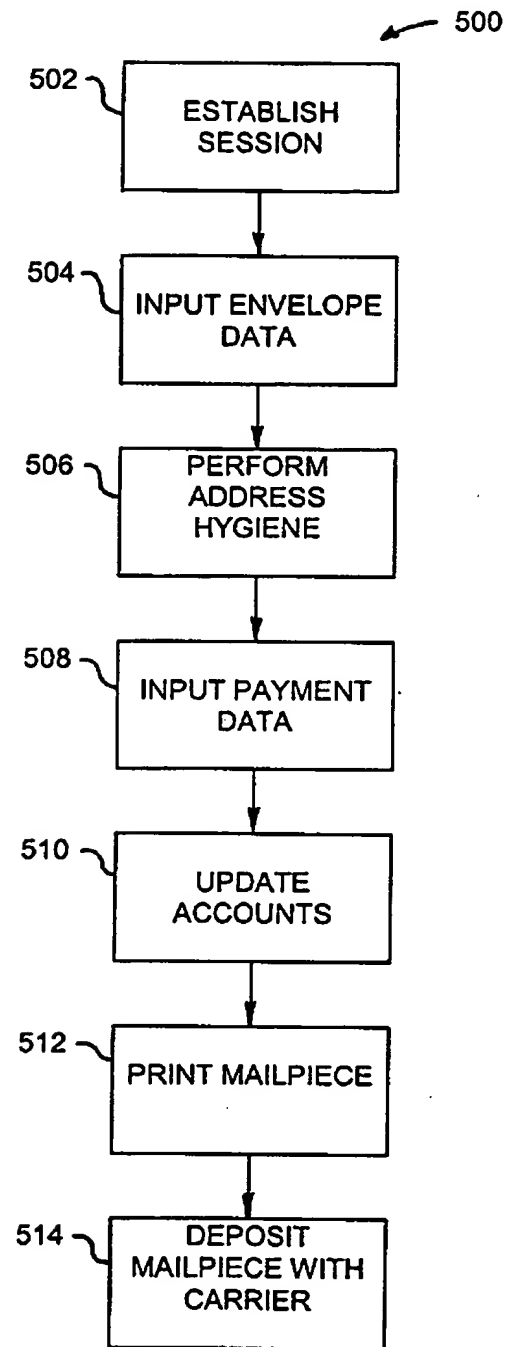 500
502
ESTABLISH
SESSION
504
INPUT ENVELOPE
DATA
506
PERFORM
ADDRESS
HYGIENE
508
INPUT PAYMENT
DATA
510
UPDATE
ACCOUNTS
512
PRINT MAILPIECE
514
DEPOSIT
MAILPIECE WITH
CARRIER